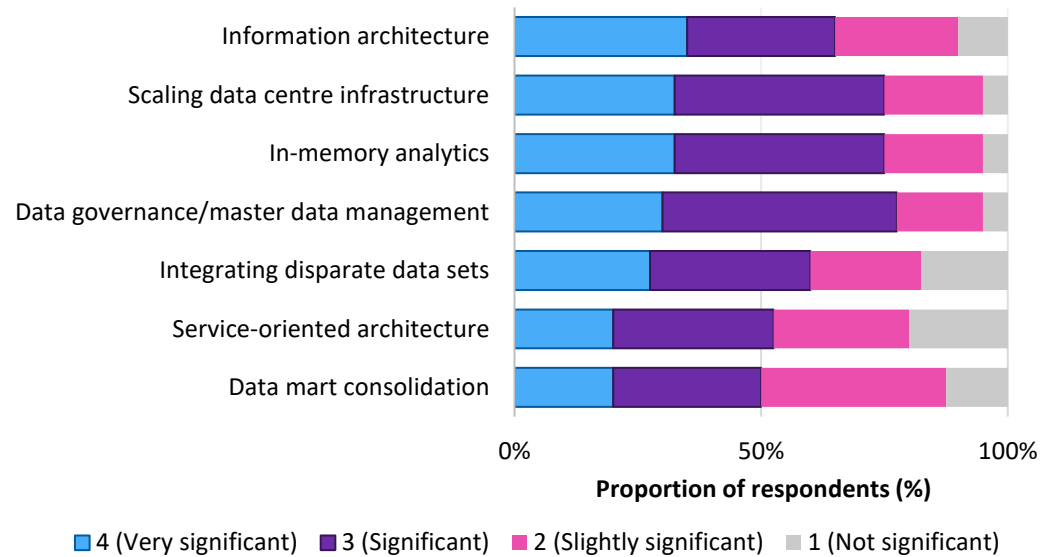 Information architecture
Scaling data centre infrastructure
In-memory analytics
Data governance/master data management
Integrating disparate data sets
Service-oriented architecture
Data mart consolidation
0% 50% 100%
Proportion of respondents (%)
4 (Very significant) 3 (Significant) 2 (Slightly significant) 1 (Not significant)